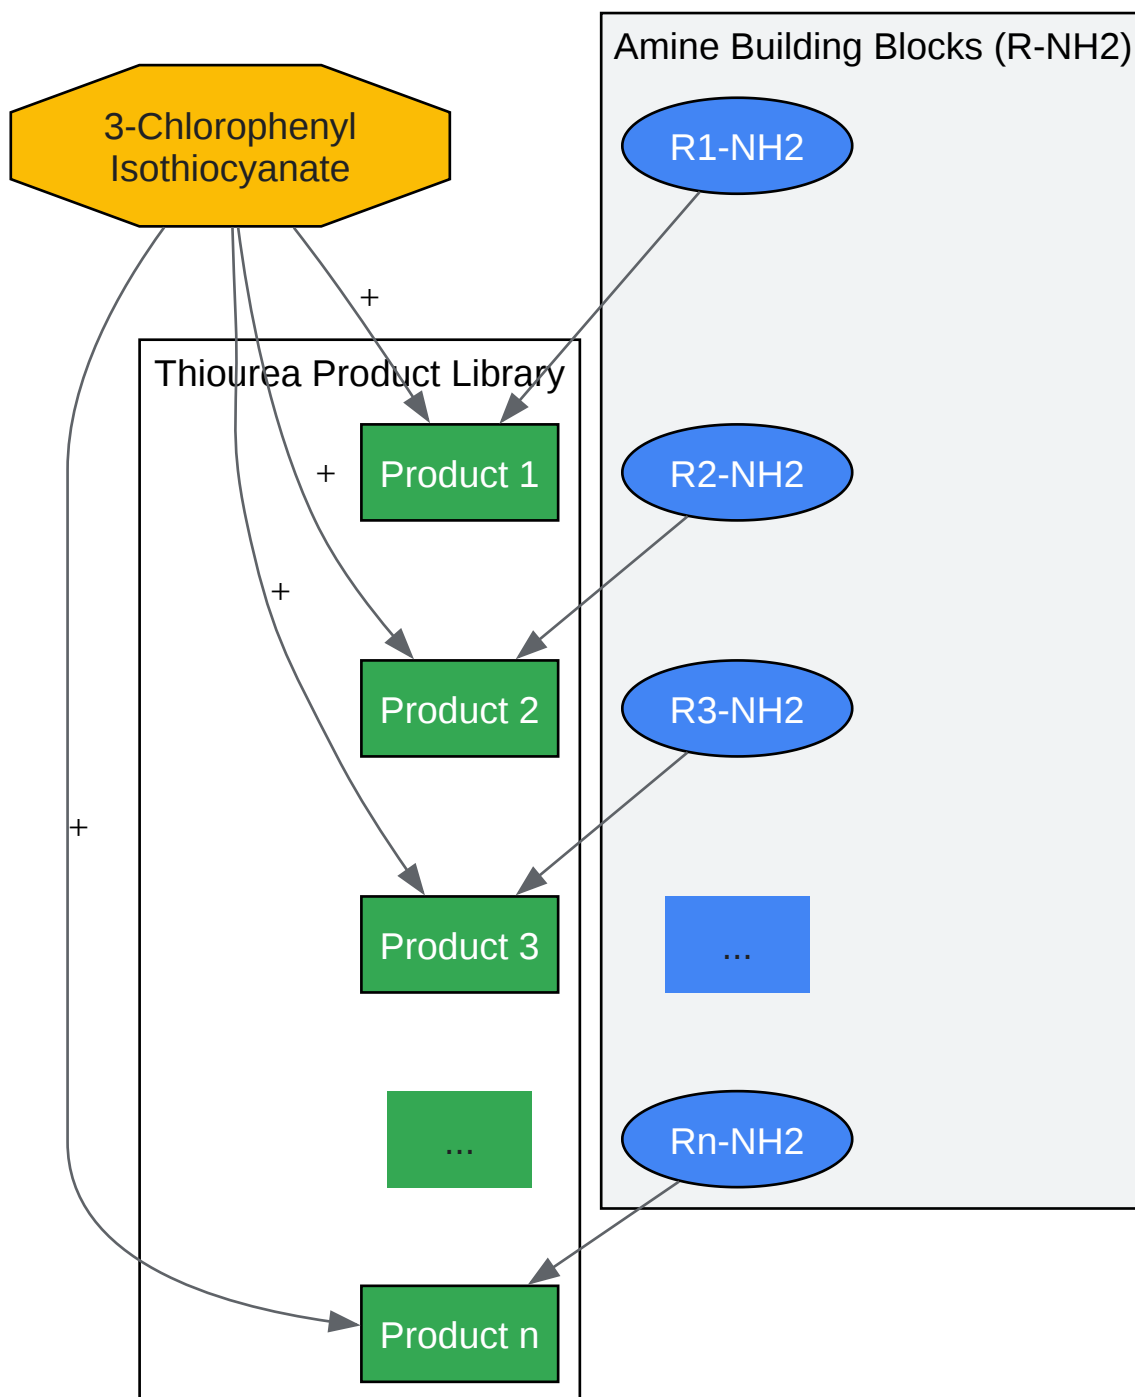 Amine Building Blocks (R-NH2)
3-Chlorophenyl
Isothiocyanate
R1-NH2
+
Thiourea Product Library
Product 1
R2-NH2
+
+
Product 2
R3-NH2
+
Product 3
...
...
Rn-NH2
Product n